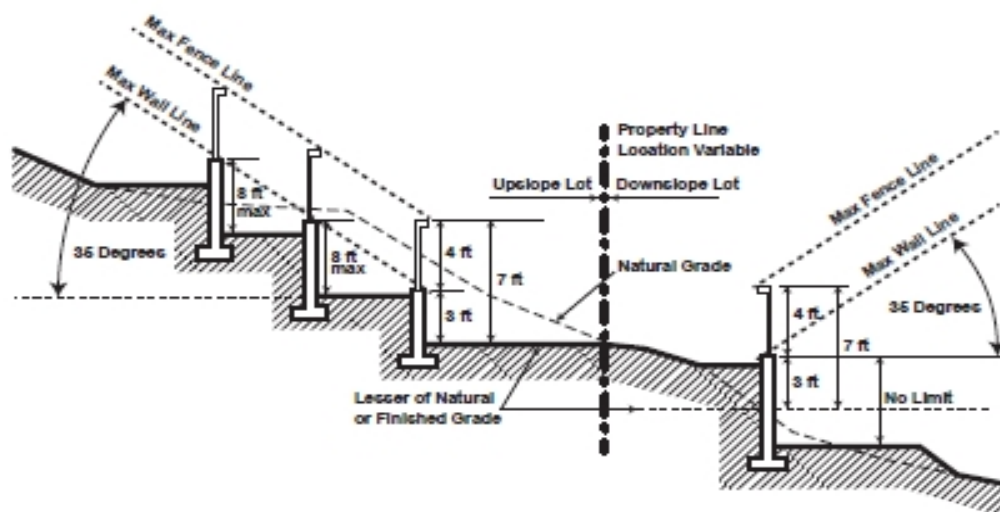 Max Fence Line
Max Wall Line
Property Line
Location Variable
Upslope Lot
Downslope Lot
8 ft
max
35 Degrees
8 ft
max
4 ft
7 ft
3 ft
Natural Grade
Max Fence Line
Max Wall Line
35 Degrees
4 ft.
7 ft
3 ft
No Limit
Lesser of Natural
or Finished Grade